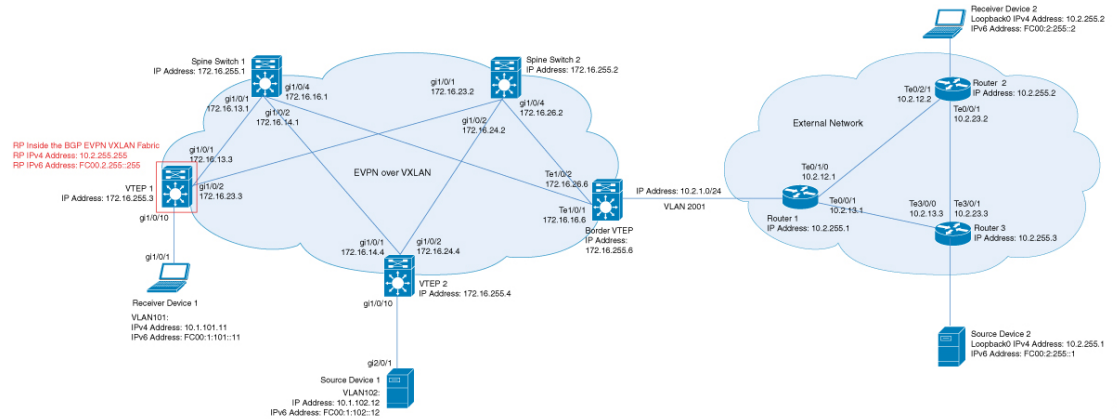 Receiver Device 2
Loopback0 IPv4 Address: 10.2.255.2
IPv6 Address: FC00:2:255::2
Spine Switch 1
IP Address: 172.16.255.1
Spine Switch 2
IP Address: 172.16.255.2
gi1/0/4
172.16.16.1
gi1/0/1
172.16.13.1
gi1/0/2
172.16.14.1
gi1/0/1
172.16.23.2
gi1/0/4
172.16.26.2
gi1/0/2
172.16.24.2
Te0/2/1
10.2.12.2
Router 2
IP Address: 10.2.255.2
Te0/0/1
10.2.23.2
External Network
RP Inside the BGP EVPN VXLAN Fabric
RP IPv4 Address: 10.2.255.255
RP IPv6 Address: FC00.2.255::255
gi1/0/1
172.16.13.3
VTEP 1
IP Address: 172.16.255.3
gi1/0/2
172.16.23.3
gi1/0/10
EVPN over VXLAN
Te1/0/2
172.16.26.6
Te1/0/1
172.16.16.6
Border VTEP
IP Address:
172.16.255.6
IP Address: 10.2.1.0/24
VLAN 2001
Te0/1/0
10.2.12.1
Te0/0/1
10.2.13.1
Router 1
IP Address: 10.2.255.1
Te3/0/0
10.2.13.3
Te3/0/1
10.2.23.3
Router 3
IP Address: 10.2.255.3
gi1/0/1
172.16.14.4
gi1/0/2
172.16.24.4
VTEP 2
IP Address: 172.16.255.4
gi1/0/10
gi1/0/1
Receiver Device 1
VLAN101:
IPv4 Address: 10.1.101.11
IPv6 Address: FC00:1:101::11
gi2/0/1
Source Device 1
VLAN102:
IP Address: 10.1.102.12
IPv6 Address: FC00:1:102::12
Source Device 2
Loopback0 IPv4 Address: 10.2.255.1
IPv6 Address: FC00:2:255::1